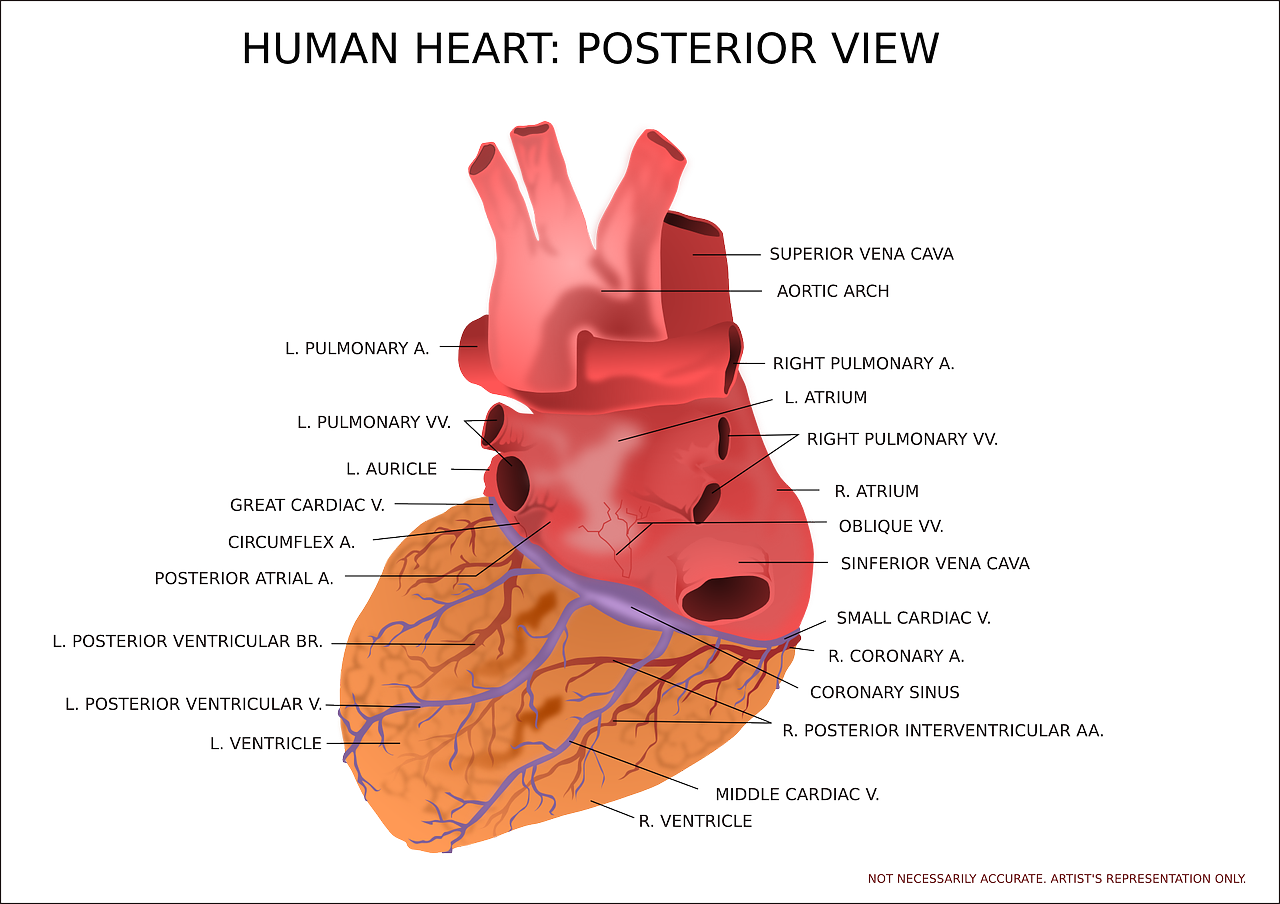 HUMAN HEART: POSTERIOR VIEW
SUPERIOR VENA CAVA
AORTIC ARCH
L. PULMONARY A.
RIGHT PULMONARY A.
L. ATRIUM
L. PULMONARY VV.
RIGHT PULMONARY VV.
L. AURICLE
R. ATRIUM
GREAT CARDIAC V.
OBLIQUE VV.
CIRCUMFLEX A.
SINFERIOR VENA CAVA
POSTERIOR ATRIAL A.
SMALL CARDIAC V.
L. POSTERIOR VENTRICULAR BR.
R. CORONARY A.
CORONARY SINUS
L. POSTERIOR VENTRICULAR V.
R. POSTERIOR INTERVENTRICULAR AA.
L. VENTRICLE
MIDDLE CARDIAC V.
R. VENTRICLE
NOT NECESSARILY ACCURATE. ARTIST'S REPRESENTATION ONLY.